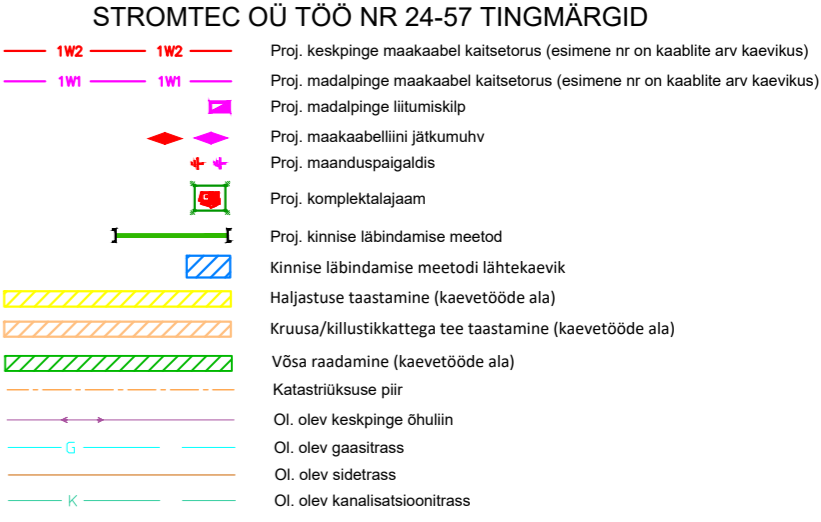 STROMTEC OÜ TÖÖ NR 24-57 TINGMÄRGID
1W2 1W2 Proj. keskpinge maakaabel kaitsetorus (esimene nr on kaablite arv kaevikus)
1W1 1W1 Proj. madalpinge maakaabel kaitsetorus (esimene nr on kaablite arv kaevikus)
Proj. madalpinge liitumiskilp
Proj. maakaabelliini jätkumuhv
Proj. maanduspaigaldis
Proj. komplektalajaam
Proj. kinnise läbindamise meetod
Kinnise läbindamise meetodi lähtekaevik
Haljastuse taastamine (kaevetööde ala)
Kruusa/killustikkattega tee taastamine (kaevetööde ala)
Võsa raadamine (kaevetööde ala)
Katastriüksuse piir
Ol. olev keskpinge õhuliin
G Ol. olev gaasitrass
Ol. olev sidetrass
K Ol. olev kanalisatsioonitrass